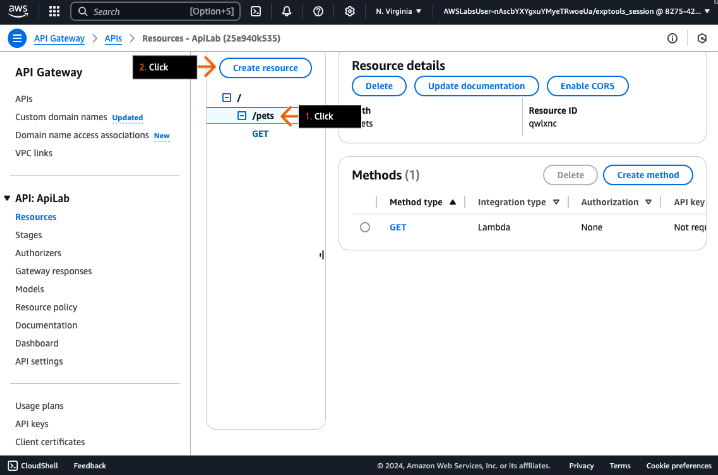 aws
Search [Option+S]
N. Virginia ▼
AWSLabsUser-nAscbYXYgxuYMyeTRwoeUa/exptools_session @ 8275-42...
API Gateway > APIs > Resources - ApiLab (25e940k535)
API Gateway
APIs
Custom domain names Updated
Domain name access associations New
VPC links
▼ API: ApiLab
Resources
Stages
Authorizers
Gateway responses
Models
Resource policy
Documentation
Dashboard
API settings
Usage plans
API keys
Client certificates
2. Click
Create resource
/
/pets
1. Click
GET
Resource details
Delete
Update documentation
Enable CORS
th
ets
Resource ID
qwlxnc
Methods (1)
Delete
Create method
Method type ▲ Integration type ▽ Authorization ▽ API key
GET Lambda None Not requ
CloudShell Feedback
© 2024, Amazon Web Services, Inc. or its affiliates. Privacy Terms Cookie preferences